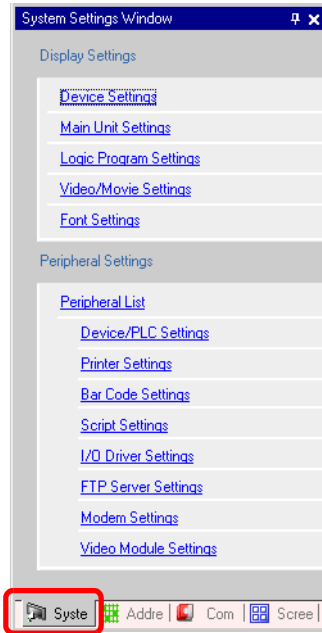 System Settings Window
Display Settings
Device Settings
Main Unit Settings
Logic Program Settings
Video/Movie Settings
Font Settings
Peripheral Settings
Peripheral List
Device/PLC Settings
Printer Settings
Bar Code Settings
Script Settings
I/O Driver Settings
FTP Server Settings
Modem Settings
Video Module Settings
Syste Addre Com Scree